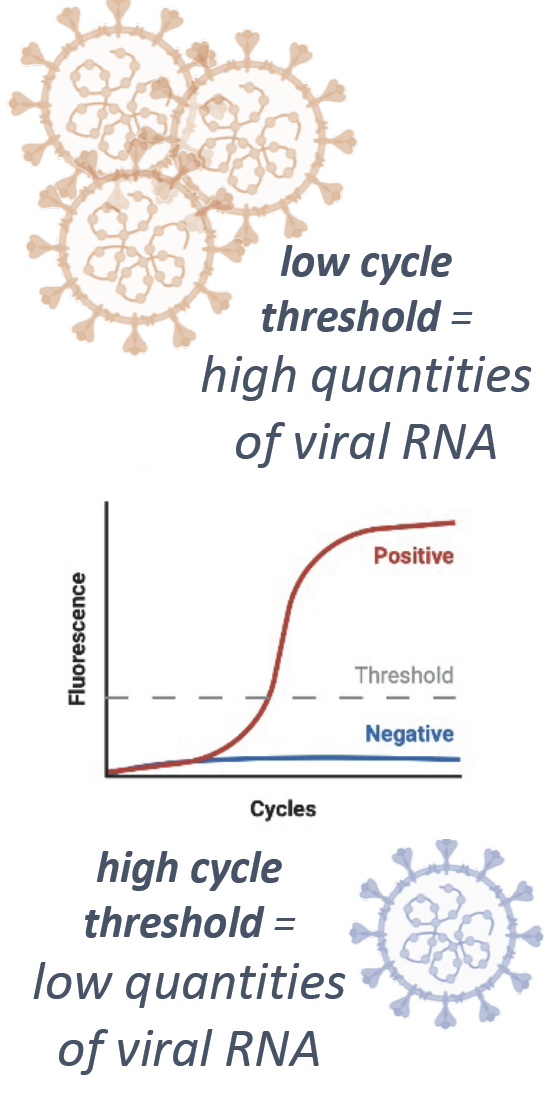 low cycle
threshold =
high quantities
of viral RNA
Positive
Fluorescence
Threshold
Negative
Cycles
high cycle
threshold =
low quantities
of viral RNA